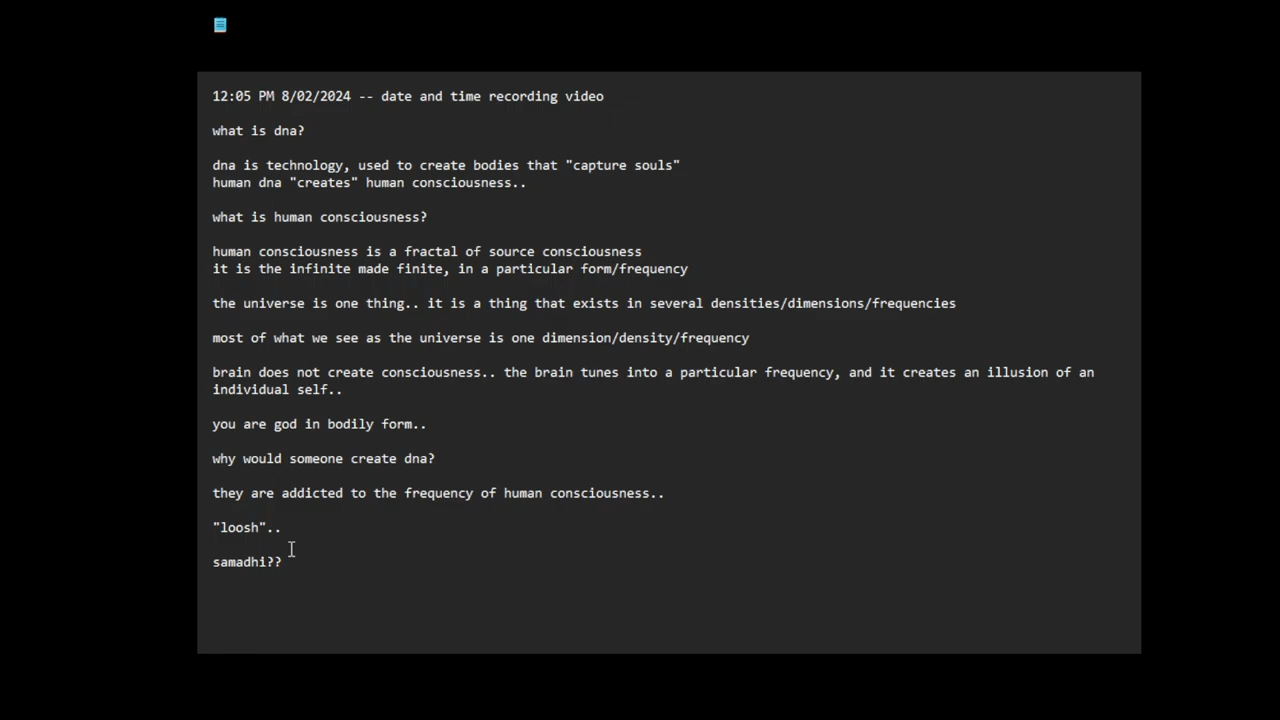 12:05 PM 8/02/2024 -- date and time recording video
what is dna?
dna is technology, used to create bodies that "capture souls"
human dna "creates" human consciousness..
what is human consciousness?
human consciousness is a fractal of source consciousness
it is the infinite made finite, in a particular form/frequency
the universe is one thing.. it is a thing that exists in several densities/dimensions/frequencies
most of what we see as the universe is one dimension/density/frequency
brain does not create consciousness.. the brain tunes into a particular frequency, and it creates an illusion of an
individual self..
you are god in bodily form..
why would someone create dna?
they are addicted to the frequency of human consciousness..
"loosh"..
samadhi??